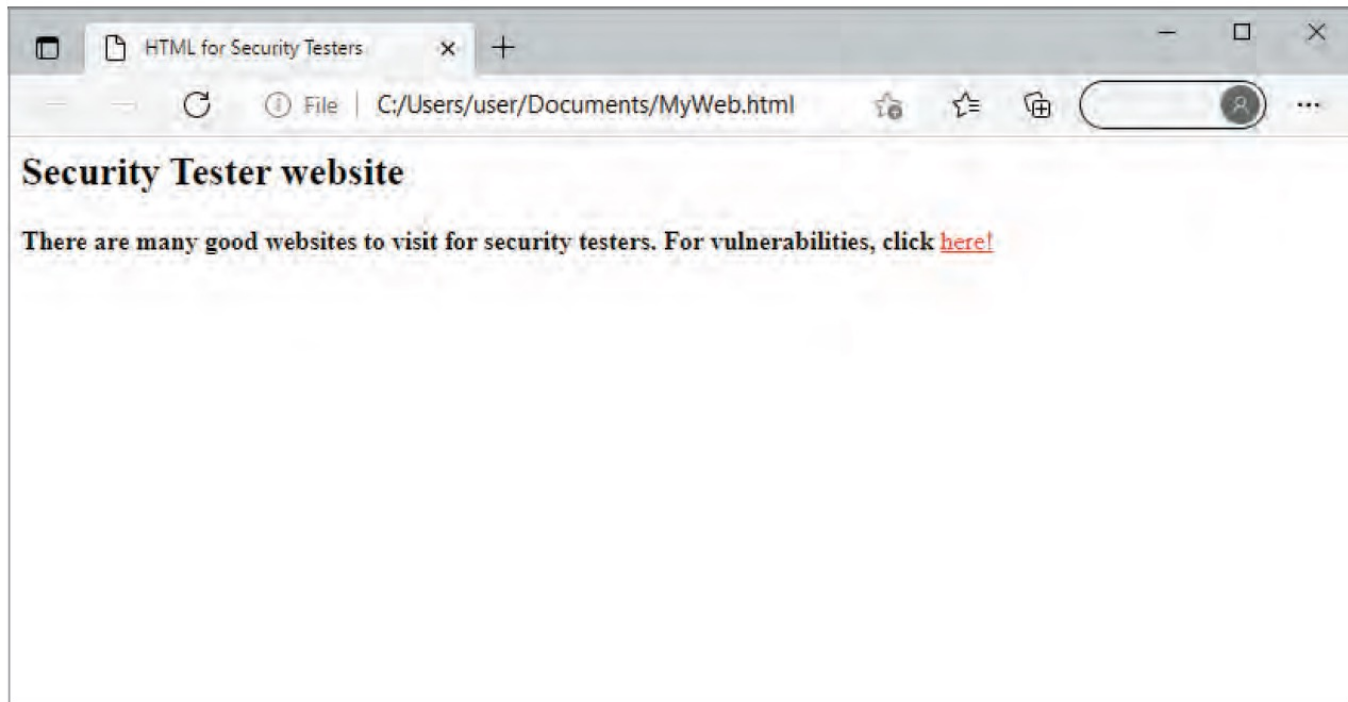 HTML for Security Testers
File C:/Users/user/Documents/MyWeb.html
Security Tester website
There are many good websites to visit for security testers. For vulnerabilities, click here!